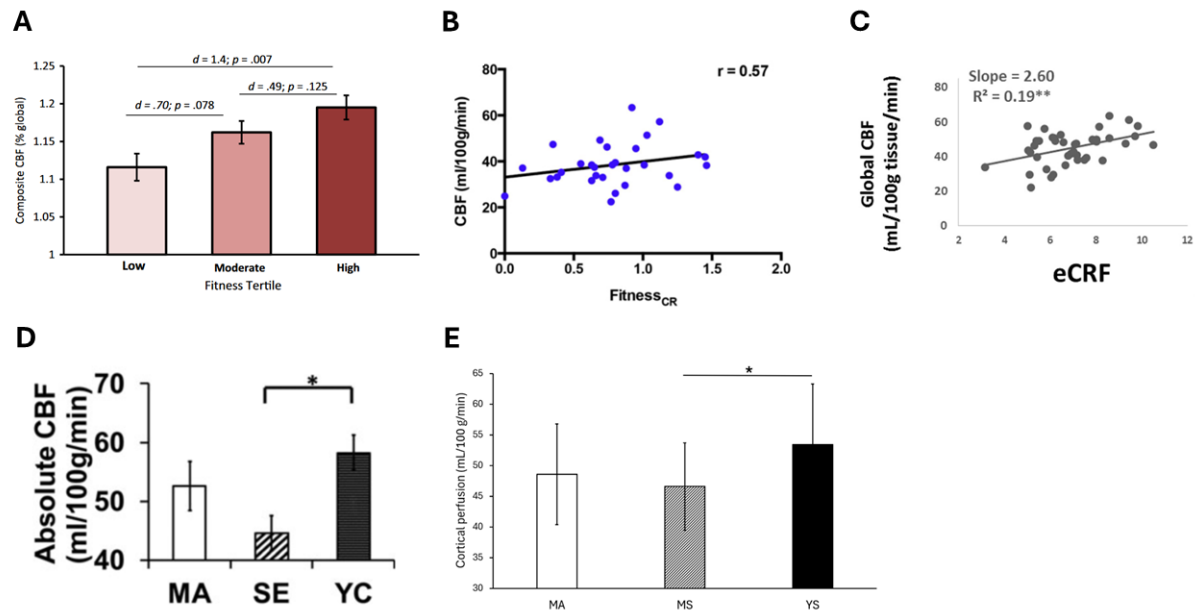 A
d = 1.4; p = .007
d = .49; p = .125
d = .70; p = .078
1.25
1.2
1.15
1.1
1.05
1
Composite CBF (% global)
Low Moderate High
Fitness Tertile
B
r = 0.57
80
60
40
20
0
CBF (ml/100g/min)
0.0 0.5 1.0 1.5 2.0
Fitness_CR
C
Slope = 2.60
R² = 0.19**
80
60
40
20
0
Global CBF
(mL/100g tissue/min)
2 4 6 8 10 12
eCRF
D
*
70
60
50
40
Absolute CBF
(ml/100g/min)
MA SE YC
E
*
65
60
55
50
45
40
35
30
Cortical perfusion (mL/100 g/min)
MA MS YS